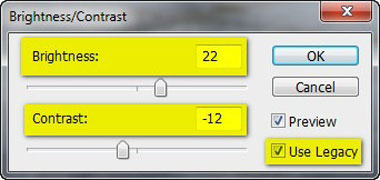 Brightness/Contrast
Brightness: 22
OK
Cancel
Contrast: -12
Preview
Use Legacy